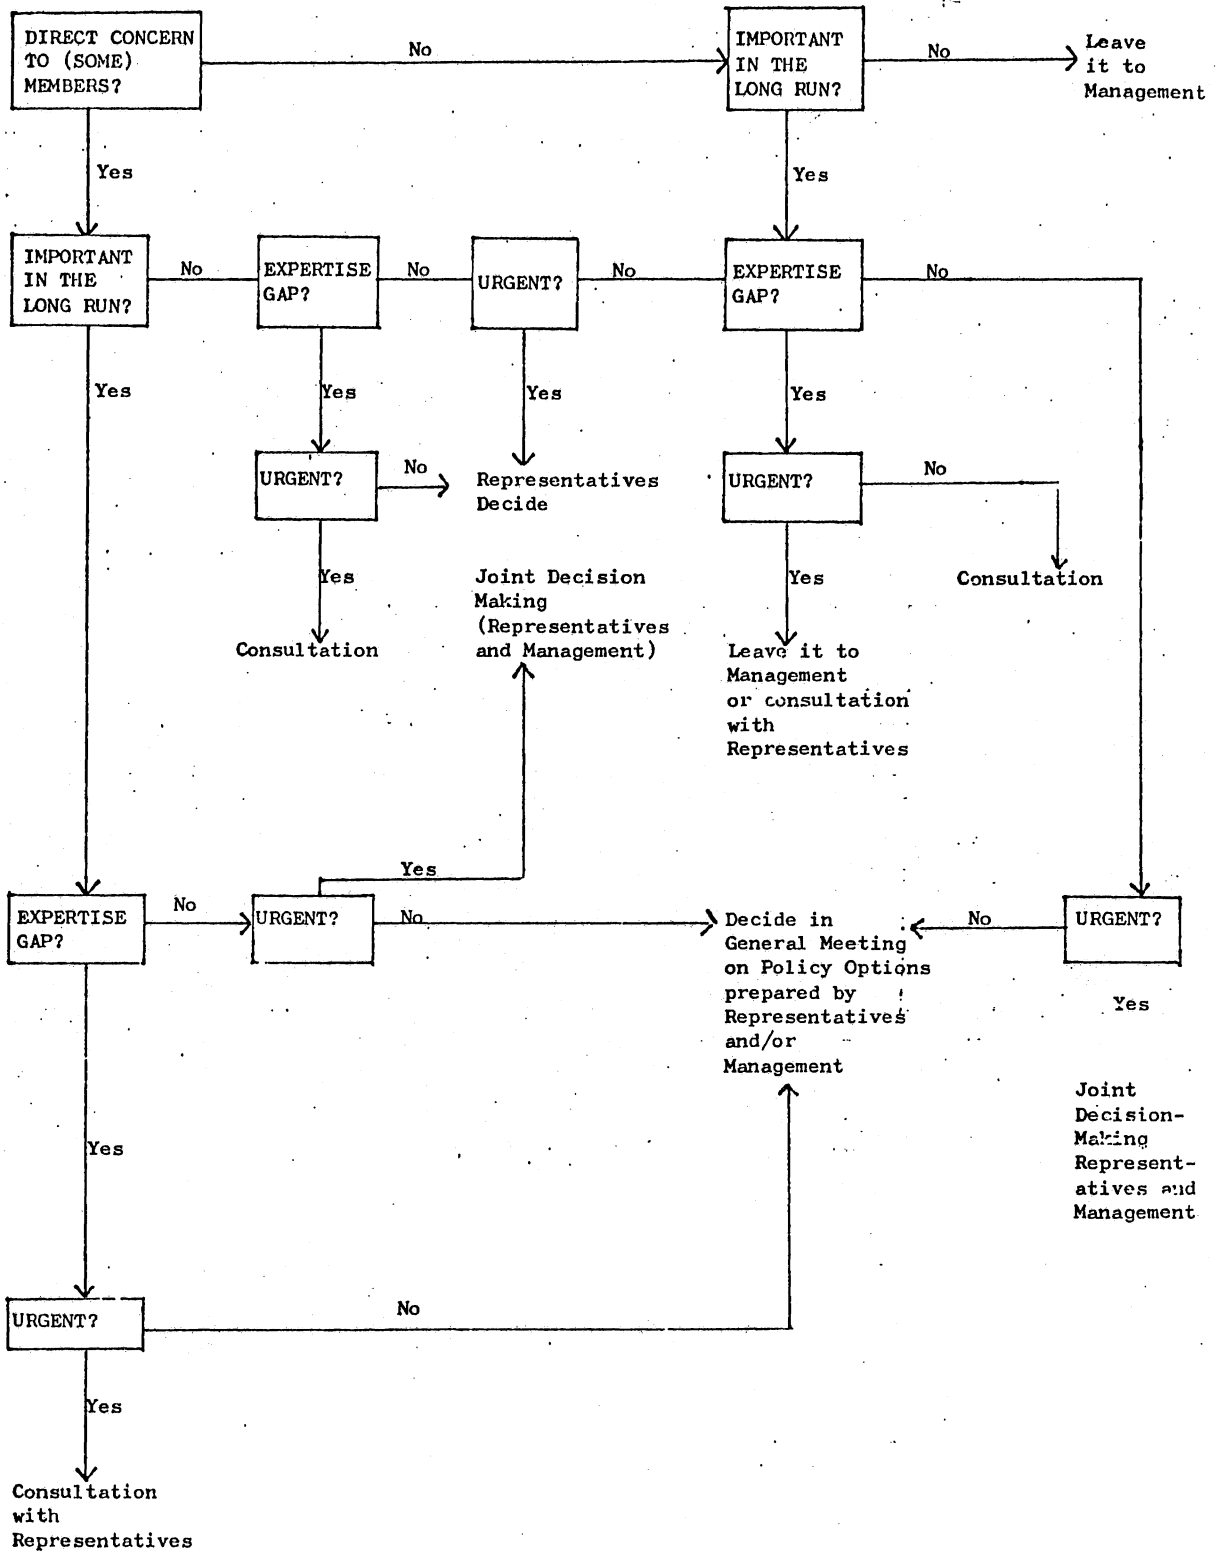 DIRECT CONCERN
TO (SOME)
MEMBERS?
No
IMPORTANT
IN THE
LONG RUN?
No
Leave
it to
Management
Yes
Yes
IMPORTANT
IN THE
LONG RUN?
No
EXPERTISE
GAP?
No
URGENT?
No
EXPERTISE
GAP?
No
Yes
Yes
Yes
Yes
URGENT?
No
Representatives
Decide
URGENT?
No
Yes
Consultation
Joint Decision
Making
(Representatives
and Management)
Yes
Consultation
Leave it to
Management
or consultation
with
Representatives
Yes
EXPERTISE
GAP?
No
URGENT?
No
Decide in
General Meeting
on Policy Options
prepared by
Representatives
and/or
Management
No
URGENT?
Yes
Joint
Decision-
Making
Represent-
atives and
Management
Yes
URGENT?
No
Yes
Consultation
with
Representatives